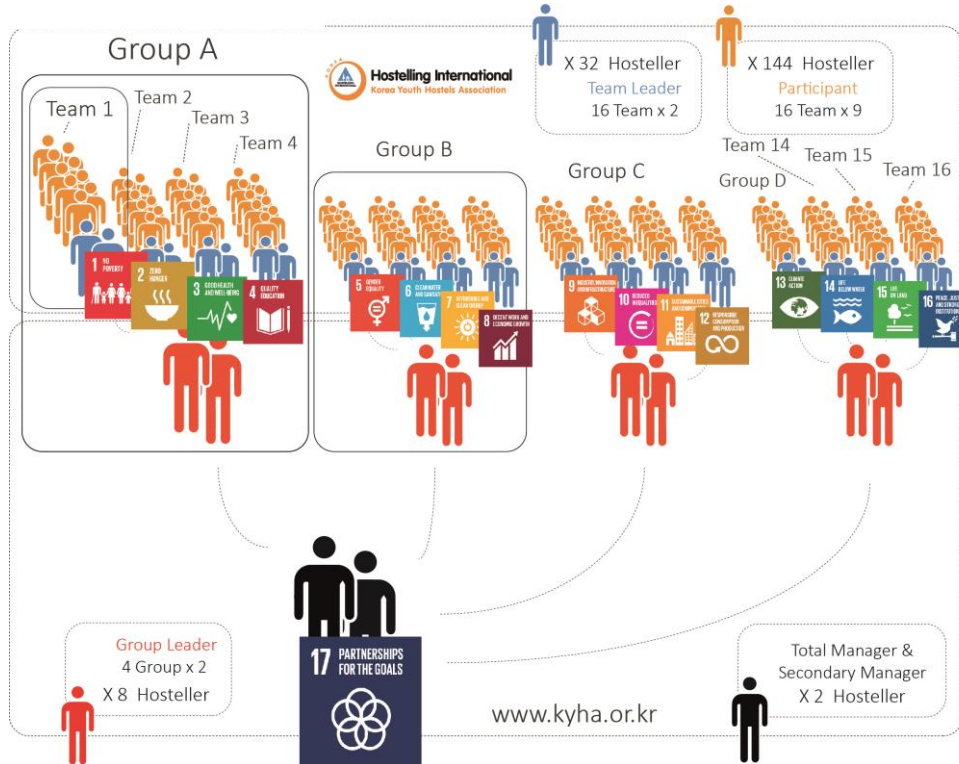 Group A
Hostelling International
Korea Youth Hostels Association
X 32 Hosteller
Team Leader
16 Team x 2
X 144 Hosteller
Participant
16 Team x 9
Team 1
Team 2
Team 3
Team 4
Group B
Group C
Group D
Team 14
Team 15
Team 16
1 NO
POVERTY
2 ZERO
HUNGER
3 GOOD HEALTH
AND WELL-BEING
4 QUALITY
EDUCATION
5 GENDER
EQUALITY
6 CLEAN WATER
AND SANITAT
7 AFFORDABLE AND
CLEAN ENERGY
8 DECENT WORK AND
ECONOMIC GROWTH
9 INDUSTRY, INNOVATION
AND INFRASTRUCTURE
10 REDUCED
INEQUALITIES
11 SUSTAINABLE CITIES
AND COMMUN
12 RESPONSIBLE
CONSUMPTION
AND PRODUCTION
13 CLIMATE
ACTION
14 LIFE
BELOW WATER
15 LIFE
ON LAND
16 PEACE, JUSTI
AND STRONG
INSTITUTION
17 PARTNERSHIPS
FOR THE GOALS
Group Leader
4 Group x 2
X 8 Hosteller
Total Manager &
Secondary Manager
X 2 Hosteller
www.kyha.or.kr